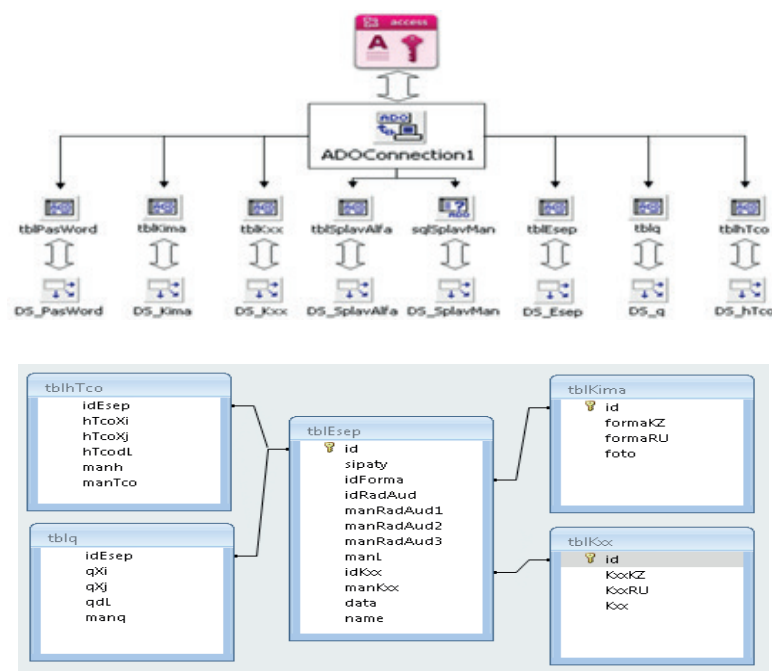 access
A
ADO
ADOConnection1
tblPasWord tblKima tblKxx tblSplavAlfa sqlSplavMan tblEsep tblq tblhTco
DS_PasWord DS_Kima DS_Kxx DS_SplavAlfa DS_SplavMan DS_Esep DS_q DS_hTco
tblhTco
idEsep
hTcoXi
hTcoXj
hTcodL
manh
manTco
tblq
idEsep
qXi
qXj
qdL
manq
tblEsep
id
sipaty
idForma
idRadAud
manRadAud1
manRadAud2
manRadAud3
manL
idKxx
manKxx
data
name
tblKima
id
formaKZ
formaRU
foto
tblKxx
id
KxxKZ
KxxRU
Kxx